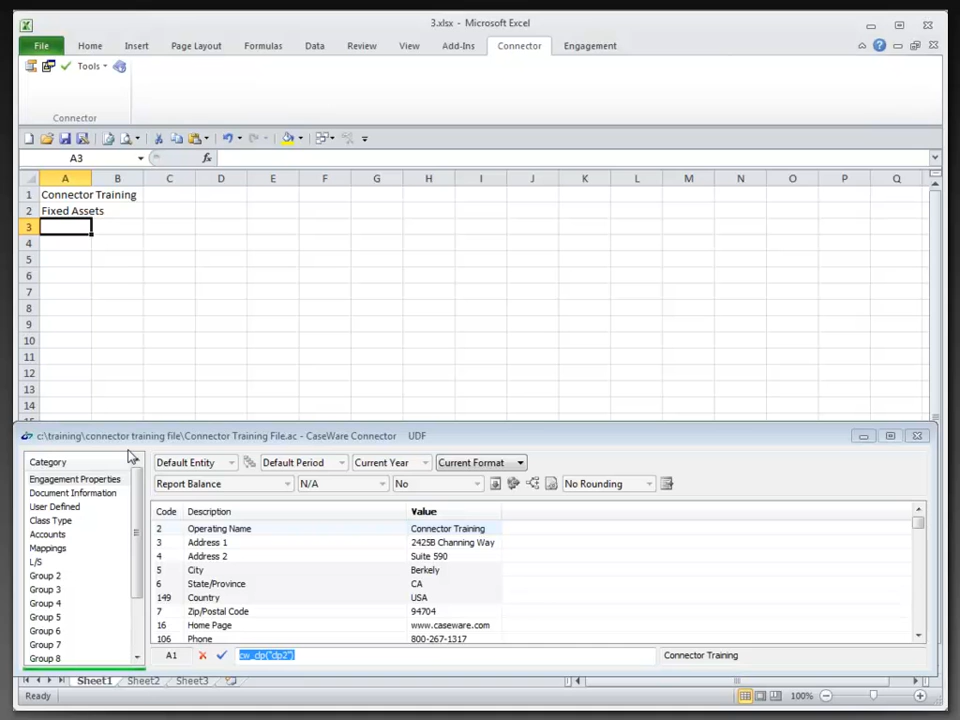 3.xlsx - Microsoft Excel
File Home Insert Page Layout Formulas Data Review View Add-Ins Connector Engagement
Tools
Connector
A3 fx
A B C D E F G H I J K L M N O P Q
1 Connector Training
2 Fixed Assets
3
4
5
6
7
8
9
10
11
12
13
14
c:\training\connector training file\Connector Training File.ac - CaseWare Connector UDF
Category Default Entity Default Period Current Year Current Format
Engagement Properties Report Balance N/A No No Rounding
Document Information
User Defined
Block Type
Accounts
Mappings
L/S
Group 2
Group 3
Group 4
Group 5
Group 6
Group 7
Group 8
Code Description Value
2 Operating Name Connector Training
3 Address 1 2425B Channing Way
4 Address 2 Suite 590
5 City Berkely
6 State/Province CA
149 Country USA
7 Zip/Postal Code 94704
16 Home Page www.caseware.com
106 Phone 800-267-1317
A1 cw_dp("dp2") Connector Training
Sheet1 Sheet2 Sheet3
Ready 100%